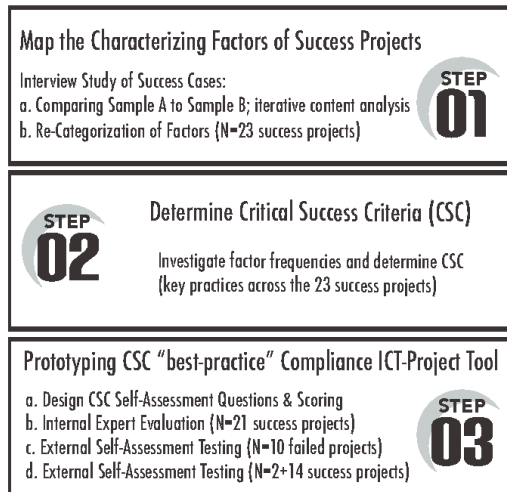 Map the Characterizing Factors of Success Projects
Interview Study of Success Cases:
a. Comparing Sample A to Sample B; iterative content analysis
b. Re-Categorization of Factors (N=23 success projects)
STEP
01
STEP
02
Determine Critical Success Criteria (CSC)
Investigate factor frequencies and determine CSC
(key practices across the 23 success projects)
Prototyping CSC “best-practice” Compliance ICT-Project Tool
a. Design CSC Self-Assessment Questions & Scoring
b. Internal Expert Evaluation (N=21 success projects)
c. External Self-Assessment Testing (N=10 failed projects)
d. External Self-Assessment Testing (N=2+14 success projects)
STEP
03